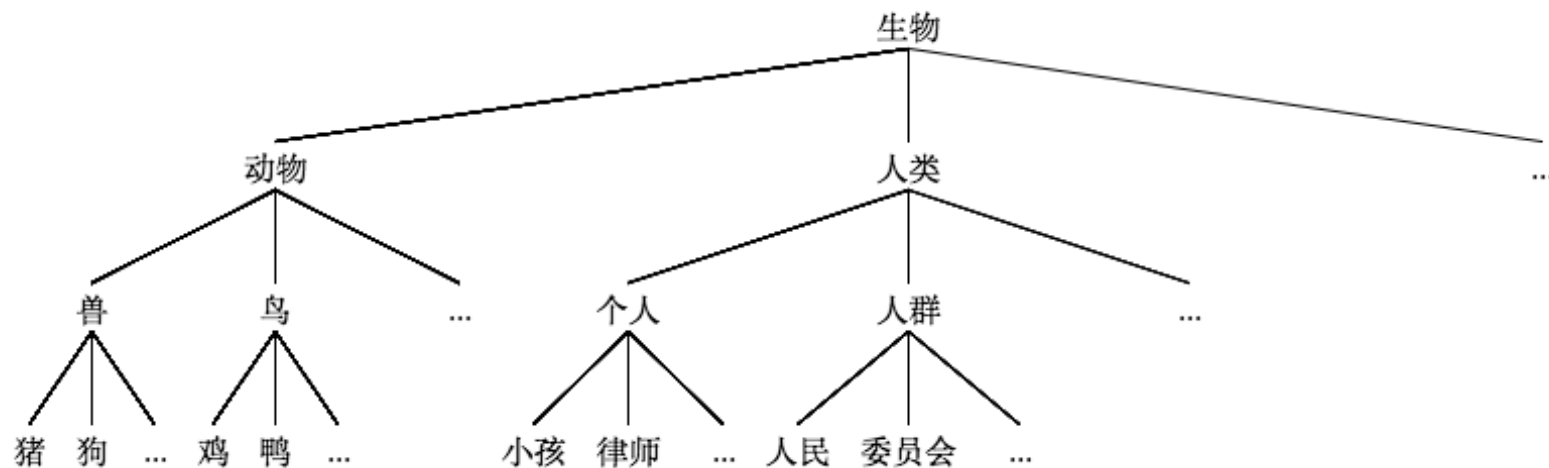 生物
动物 人类 ...
兽 鸟 ... 个人 人群 ...
猪 狗 ... 鸡 鸭 ... 小孩 律师 ... 人民 委员会 ...